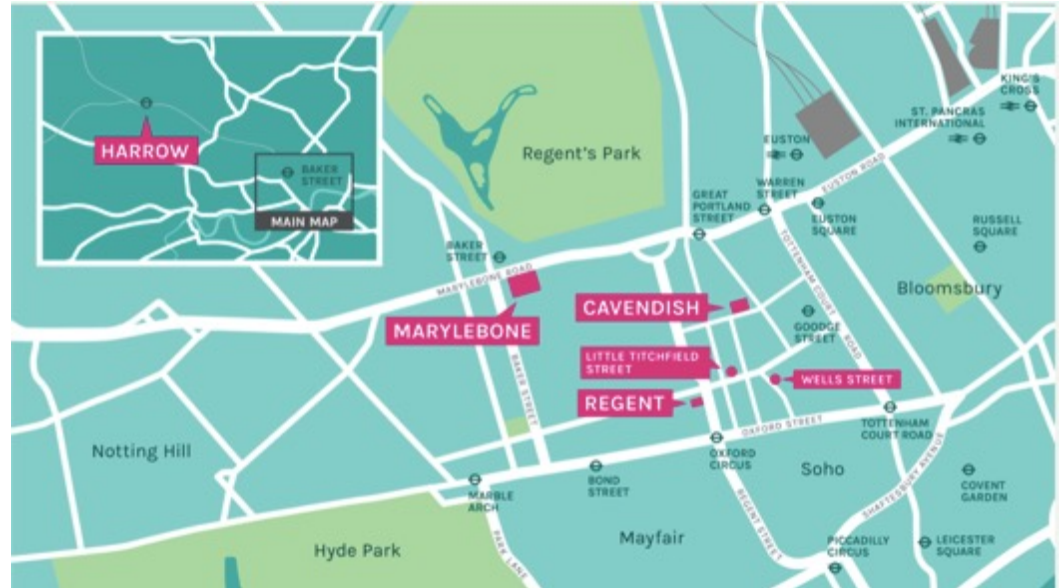 HARROW
BAKER
STREET
MAIN MAP
Regent's Park
KING'S
CROSS
ST. PANCRAS
INTERNATIONAL
EUSTON
EUSTON ROAD
WARREN
STREET
GREAT
PORTLAND
STREET
EUSTON
SQUARE
RUSSELL
SQUARE
BAKER
STREET
MARYLEBONE ROAD
MARYLEBONE
CAVENDISH
TOTTENHAM COURT ROAD
Bloomsbury
GOODGE
STREET
LITTLE TITCHFIELD
STREET
WELLS STREET
REGENT
BAKER STREET
OXFORD STREET
TOTTENHAM
COURT ROAD
Notting Hill
OXFORD
CIRCUS
Soho
SHAFTESBURY AVENUE
BOND
STREET
MARBLE
ARCH
COVENT
GARDEN
REGENT STREET
PARK LANE
Hyde Park
Mayfair
PICCADILLY
CIRCUS
LEICESTER
SQUARE